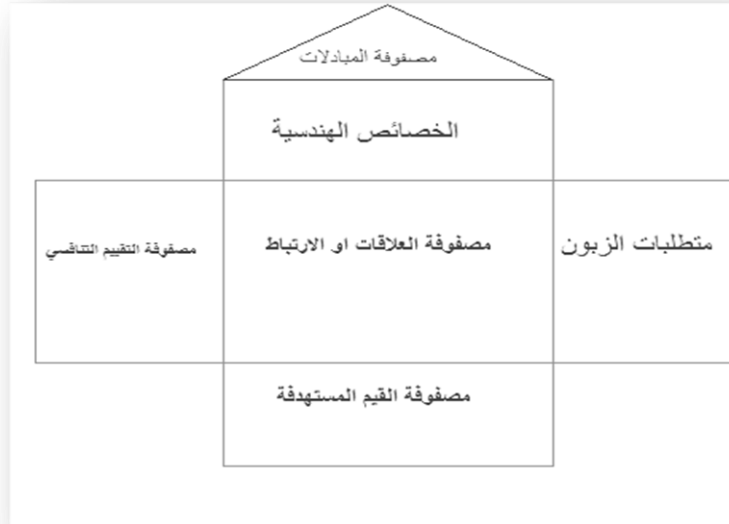 مصفوفة المبادلات
الخصائص الهندسية
متطلبات الزبون
مصفوفة العلاقات او الارتباط
مصفوفة التقييم التنافسي
مصفوفة القيم المستهدفة